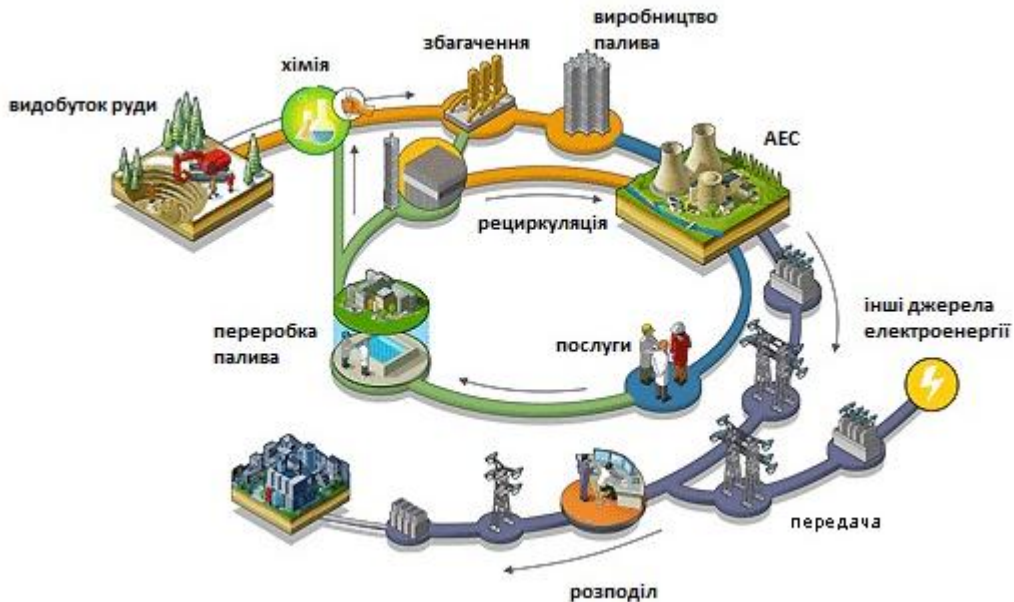 виробництво
палива
збагачення
хімія
видобуток руди
АЕС
рециркуляція
інші джерела
електроенергії
переробка
палива
послуги
передача
розподіл